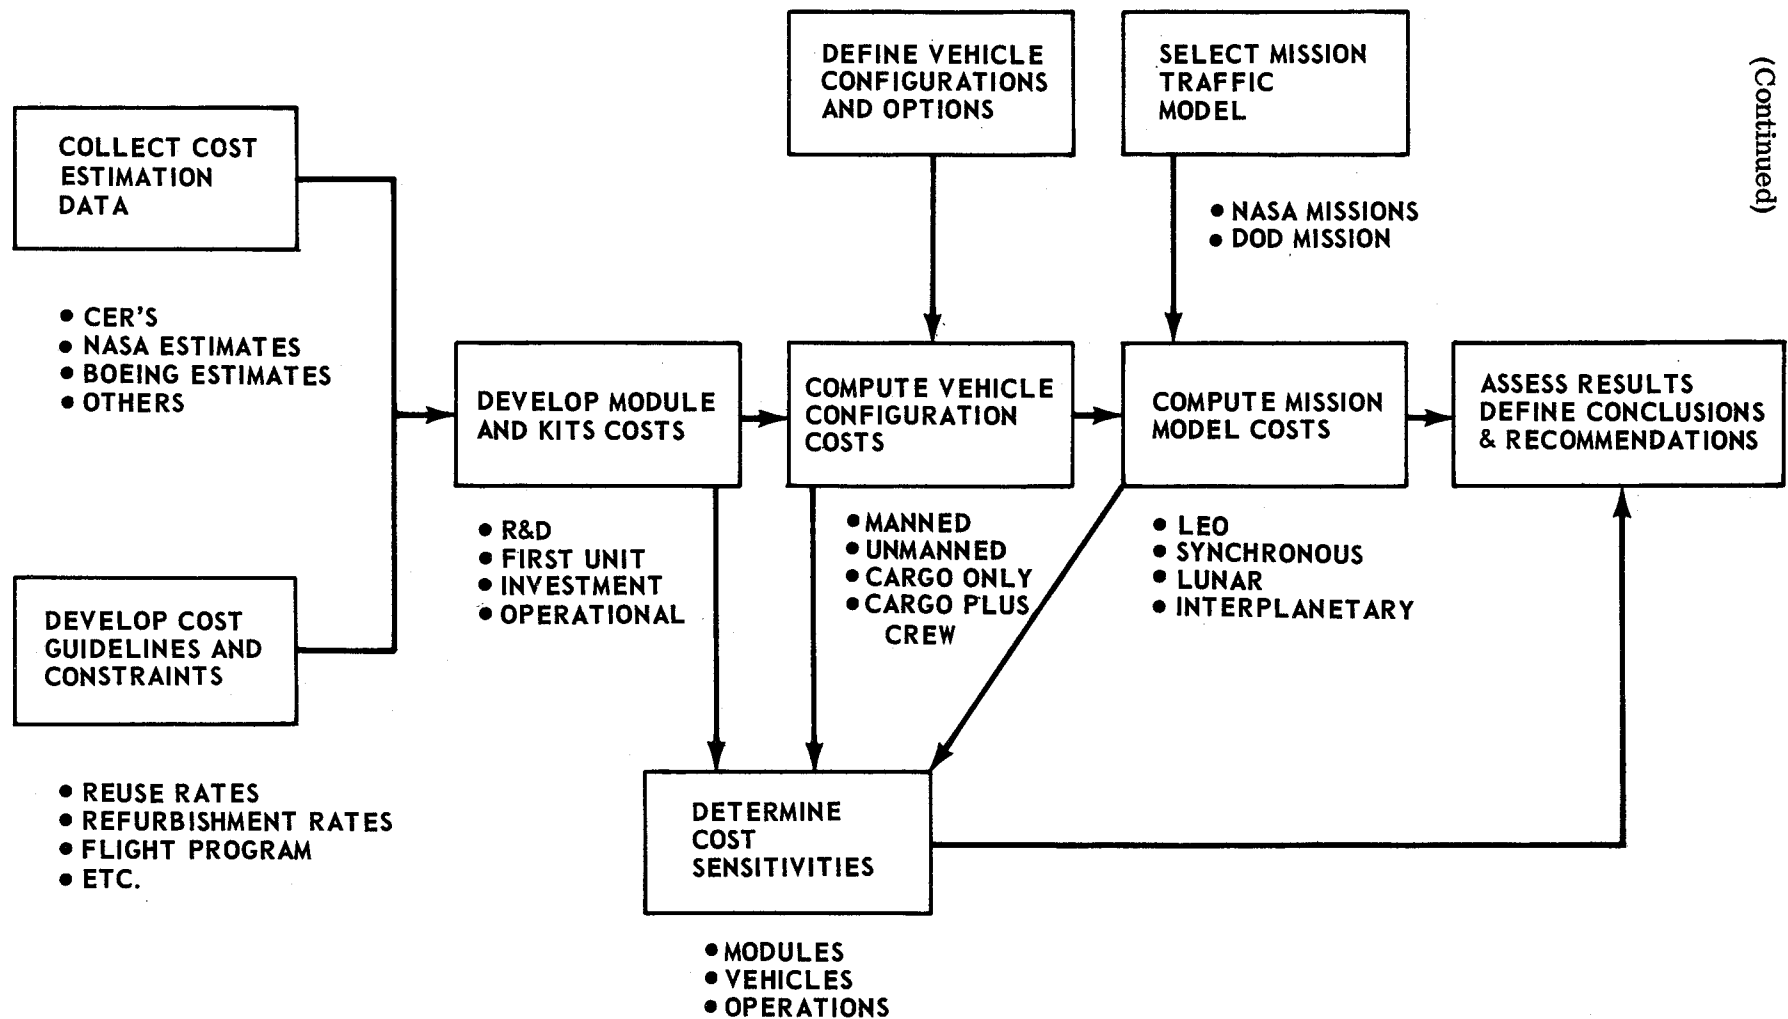 (Continued)
DEFINE VEHICLE
CONFIGURATIONS
AND OPTIONS
SELECT MISSION
TRAFFIC
MODEL
● NASA MISSIONS
● DOD MISSION
COLLECT COST
ESTIMATION
DATA
● CER'S
● NASA ESTIMATES
● BOEING ESTIMATES
● OTHERS
DEVELOP MODULE
AND KITS COSTS
COMPUTE VEHICLE
CONFIGURATION
COSTS
COMPUTE MISSION
MODEL COSTS
ASSESS RESULTS
DEFINE CONCLUSIONS
& RECOMMENDATIONS
● R&D
● FIRST UNIT
● INVESTMENT
● OPERATIONAL
● MANNED
● UNMANNED
● CARGO ONLY
● CARGO PLUS
CREW
● LEO
● SYNCHRONOUS
● LUNAR
● INTERPLANETARY
DEVELOP COST
GUIDELINES AND
CONSTRAINTS
● REUSE RATES
● REFURBISHMENT RATES
● FLIGHT PROGRAM
● ETC.
DETERMINE
COST
SENSITIVITIES
● MODULES
● VEHICLES
● OPERATIONS